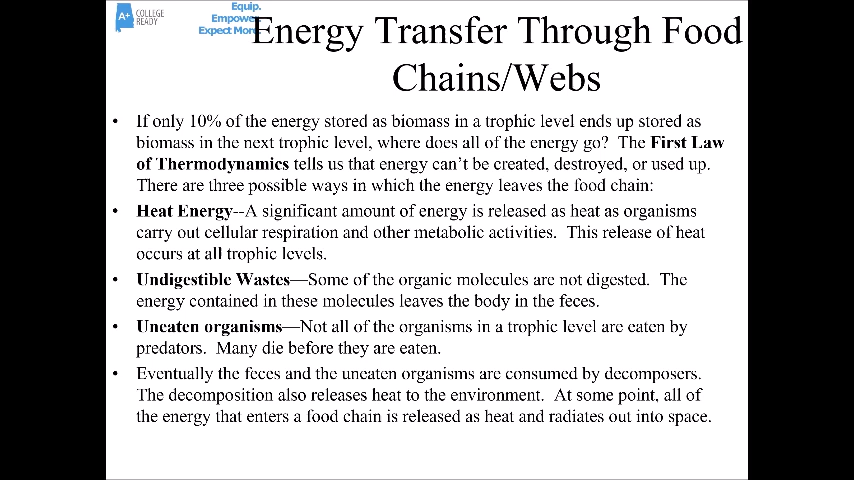 A+ COLLEGE
READY
Equip.
Empower.
Expect More.
Energy Transfer Through Food
Chains/Webs
• If only 10% of the energy stored as biomass in a trophic level ends up stored as
biomass in the next trophic level, where does all of the energy go?  The First Law
of Thermodynamics tells us that energy can’t be created, destroyed, or used up.
There are three possible ways in which the energy leaves the food chain:
• Heat Energy--A significant amount of energy is released as heat as organisms
carry out cellular respiration and other metabolic activities.  This release of heat
occurs at all trophic levels.
• Undigestible Wastes—Some of the organic molecules are not digested.  The
energy contained in these molecules leaves the body in the feces.
• Uneaten organisms—Not all of the organisms in a trophic level are eaten by
predators.  Many die before they are eaten.
• Eventually the feces and the uneaten organisms are consumed by decomposers.
The decomposition also releases heat to the environment.  At some point, all of
the energy that enters a food chain is released as heat and radiates out into space.